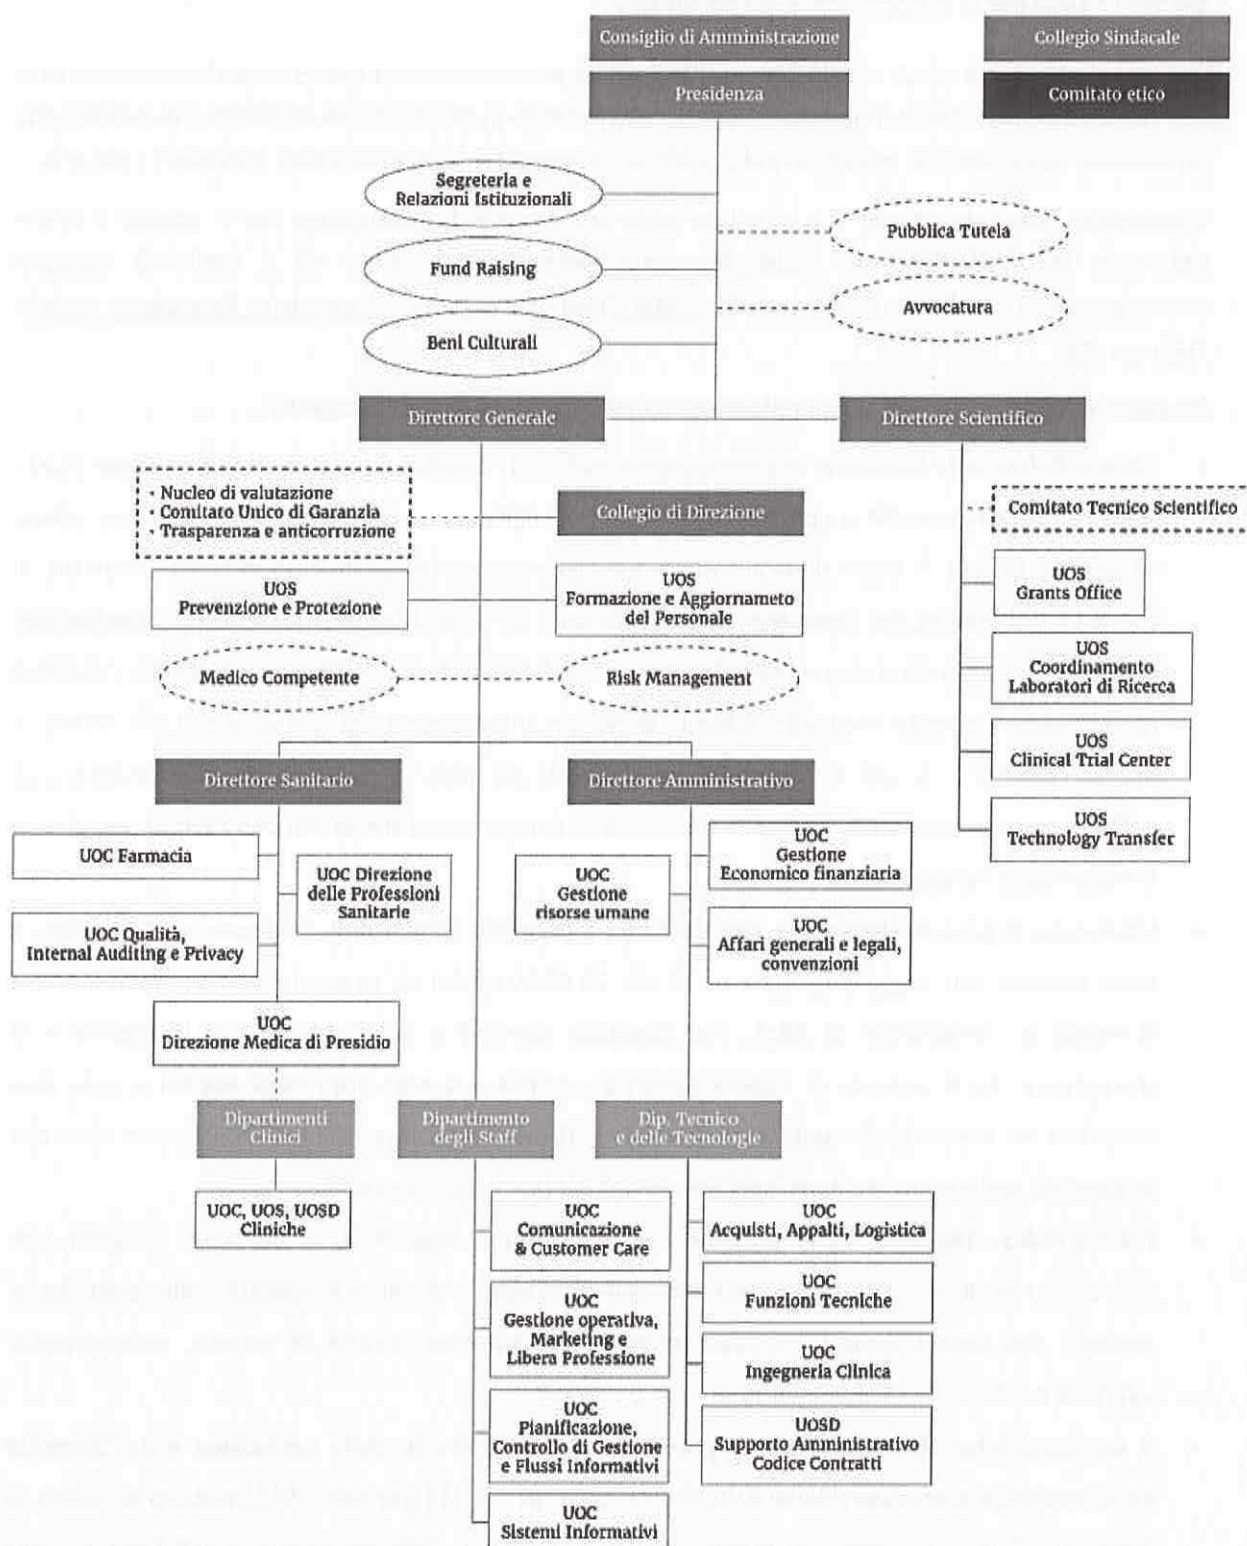 Consiglio di Amministrazione
Collegio Sindacale
Presidenza
Comitato etico
Segreteria e
Relazioni Istituzionali
Pubblica Tutela
Fund Raising
Avvocatura
Beni Culturali
Direttore Generale
Direttore Scientifico
• Nucleo di valutazione
• Comitato Unico di Garanzia
• Trasparenza e anticorruzione
Collegio di Direzione
Comitato Tecnico Scientifico
UOS
Prevenzione e Protezione
UOS
Formazione e Aggiornameto
del Personale
UOS
Grants Office
UOS
Coordinamento
Laboratori di Ricerca
Medico Competente
Risk Management
UOS
Clinical Trial Center
Direttore Sanitario
Direttore Amministrativo
UOS
Technology Transfer
UOC Farmacia
UOC Direzione
delle Professioni
Sanitarie
UOC
Gestione
risorse umane
UOC
Gestione
Economico finanziaria
UOC Qualità,
Internal Auditing e Privacy
UOC
Affari generali e legali,
convenzioni
UOC
Direzione Medica di Presidio
Dipartimenti
Clinici
Dipartimento
degli Staff
Dip. Tecnico
e delle Tecnologie
UOC, UOS, UOSD
Cliniche
UOC
Comunicazione
& Customer Care
UOC
Acquisti, Appalti, Logistica
UOC
Gestione operativa,
Marketing e
Libera Professione
UOC
Funzioni Tecniche
UOC
Ingegneria Clinica
UOC
Pianificazione,
Controllo di Gestione
e Flussi Informativi
UOSD
Supporto Amministrativo
Codice Contratti
UOC
Sistemi Informativi